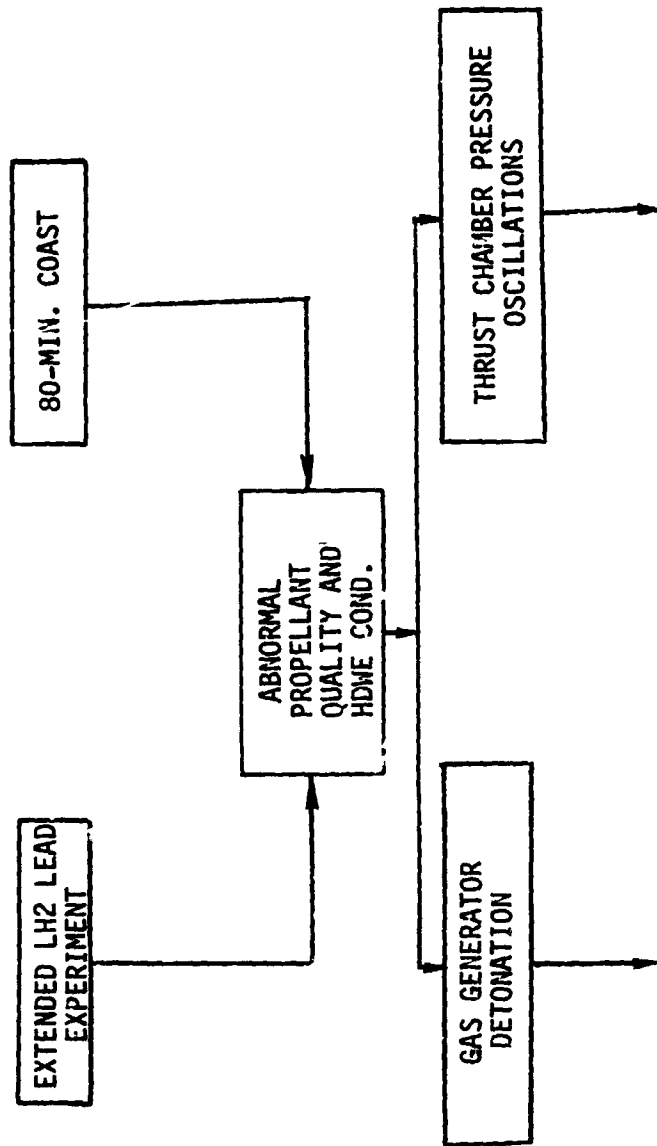 EXTENDED LH2 LEAD
EXPERIMENT
80-MIN. COAST
ABNORMAL
PROPELLANT
QUALITY AND
HDWE COND.
GAS GENERATOR
DETONATION
THRUST CHAMBER PRESSURE
OSCILLATIONS